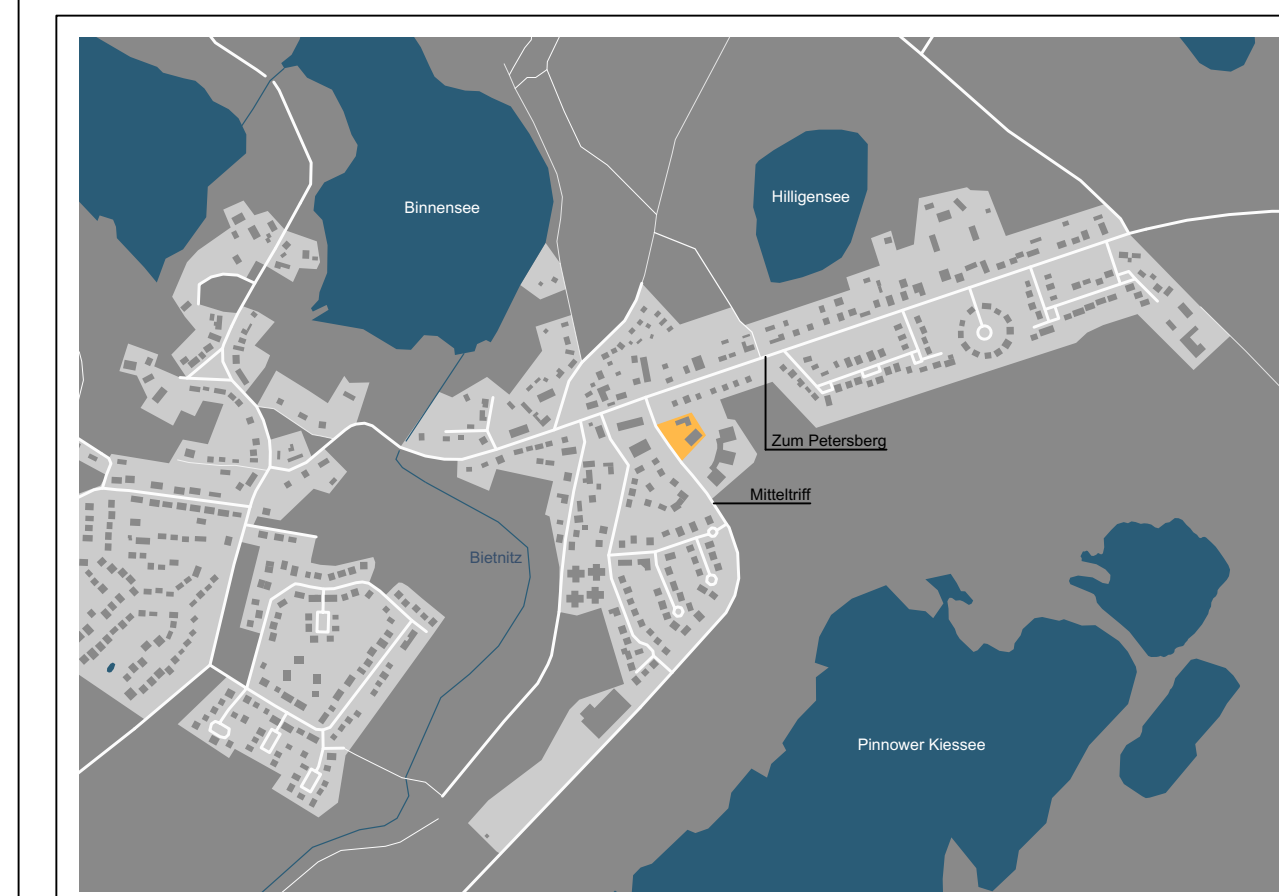 Hilligensee
Binnensee
Zum Petersberg
Mitteltriff
Bietnitz
Pinnower Kiessee